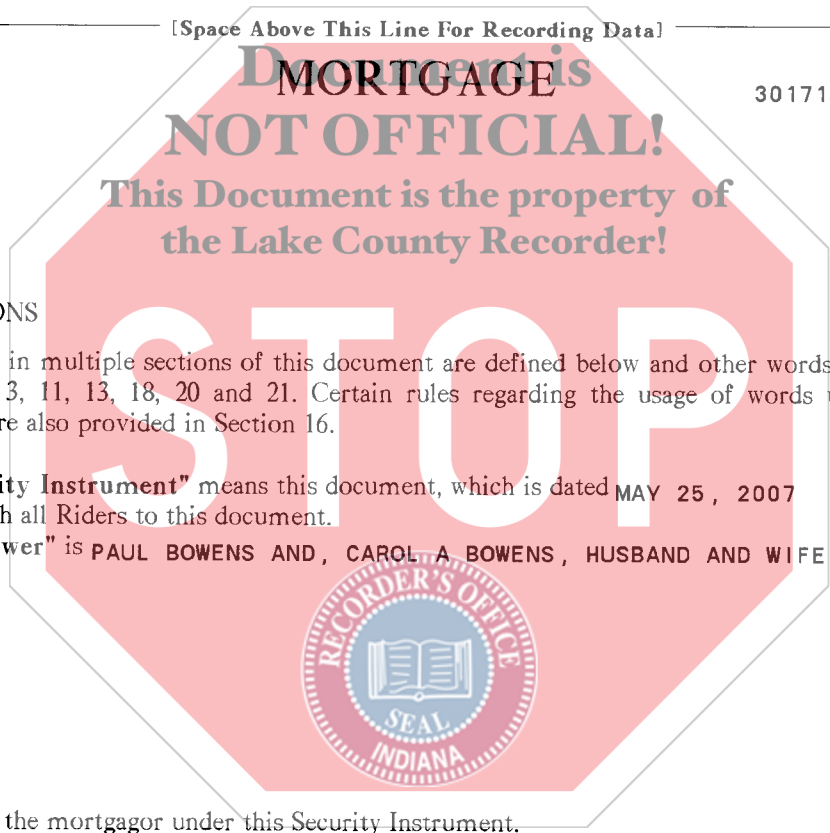 [Space Above This Line For Recording Data]
Document is
MORTGAGE
30171
NOT OFFICIAL!
This Document is the property of
the Lake County Recorder!
ONS
in multiple sections of this document are defined below and other words
3, 11, 13, 18, 20 and 21. Certain rules regarding the usage of words
re also provided in Section 16.
STOP
ity Instrument" means this document, which is dated MAY 25, 2007
h all Riders to this document.
wer" is PAUL BOWENS AND, CAROL A BOWENS, HUSBAND AND WIFE
RECORDER'S OFFICE
SEAL
INDIANA
the mortgagor under this Security Instrument.